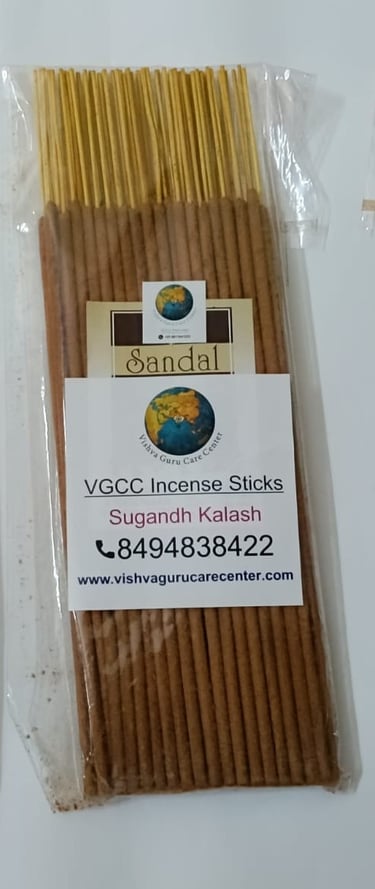 Sandal
Vishva Guru Care Center
VGCC Incense Sticks
Sugandh Kalash
8494838422
www.vishvagurucarecenter.com